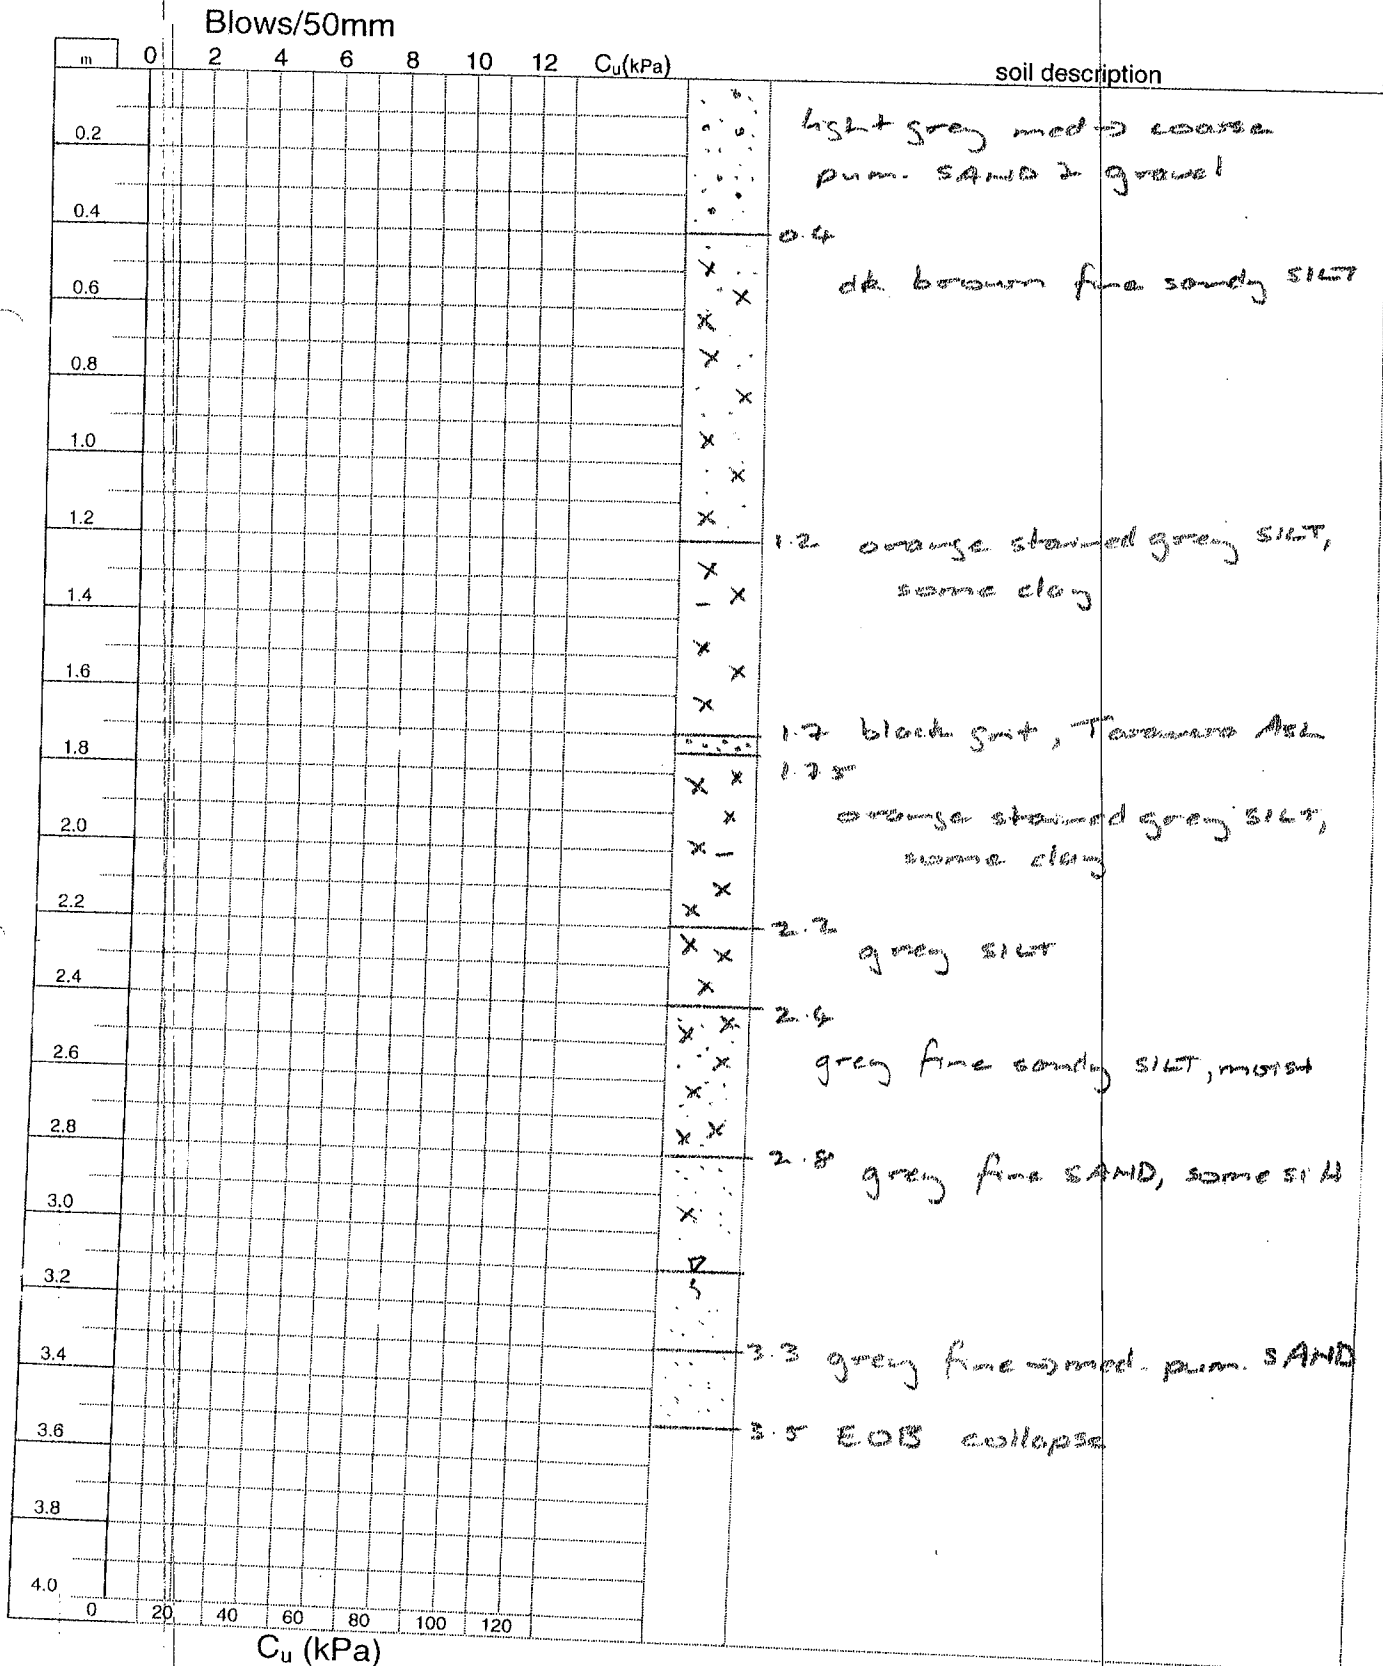 Blows/50mm
m 0 2 4 6 8 10 12 Cu(kPa) soil description
light grey med → coarse
0.2
pum. SAND & gravel
0.4
0.4
dk brown fine sandy SILT
0.6
0.8
1.0
1.2
1.2 orange stained grey SILT,
some clay
1.4
1.6
1.7 black grit, Tarawera Ash
1.8
1.75
orange stained grey SILT,
2.0
some clay
2.2
2.2
grey SILT
2.4
2.4
2.6
grey fine sandy SILT, moist
2.8
2.8 grey fine SAND, some silt
3.0
3.2
3.4
3.3 grey fine → med. pum. SAND
3.6
3.5 EOB collapse
3.8
4.0
0 20 40 60 80 100 120
Cu (kPa)